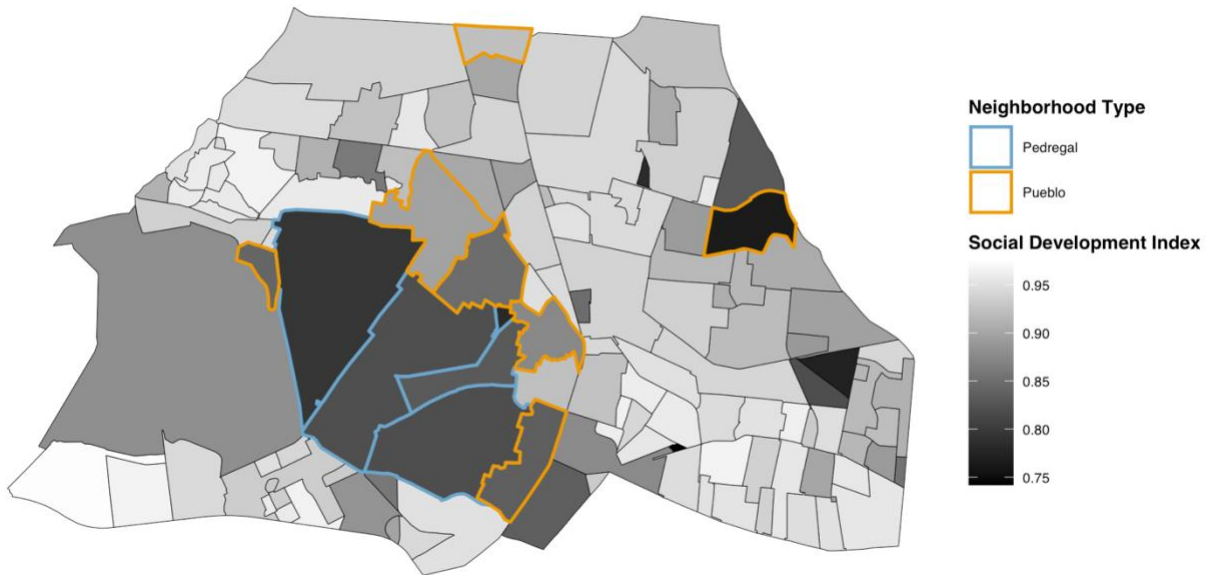 Neighborhood Type
Pedregal
Pueblo
Social Development Index
0.95
0.90
0.85
0.80
0.75